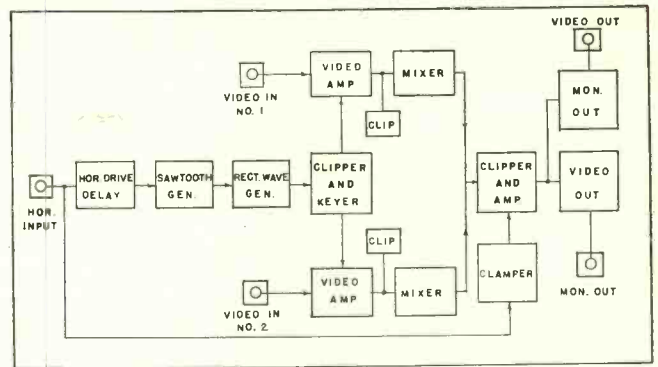 VIDEO OUT
VIDEO
AMP
MIXER
MON.
OUT
VIDEO IN
NO. 1
CLIP
HOR. DRIVE
DELAY
SAWTOOTH
GEN.
RECT. WAVE
GEN.
CLIPPER
AND
KEYER
CLIPPER
AND
AMP
VIDEO
OUT
HOR.
INPUT
CLIP
VIDEO
AMP
MIXER
CLAMPER
MON. OUT
VIDEO IN
NO. 2